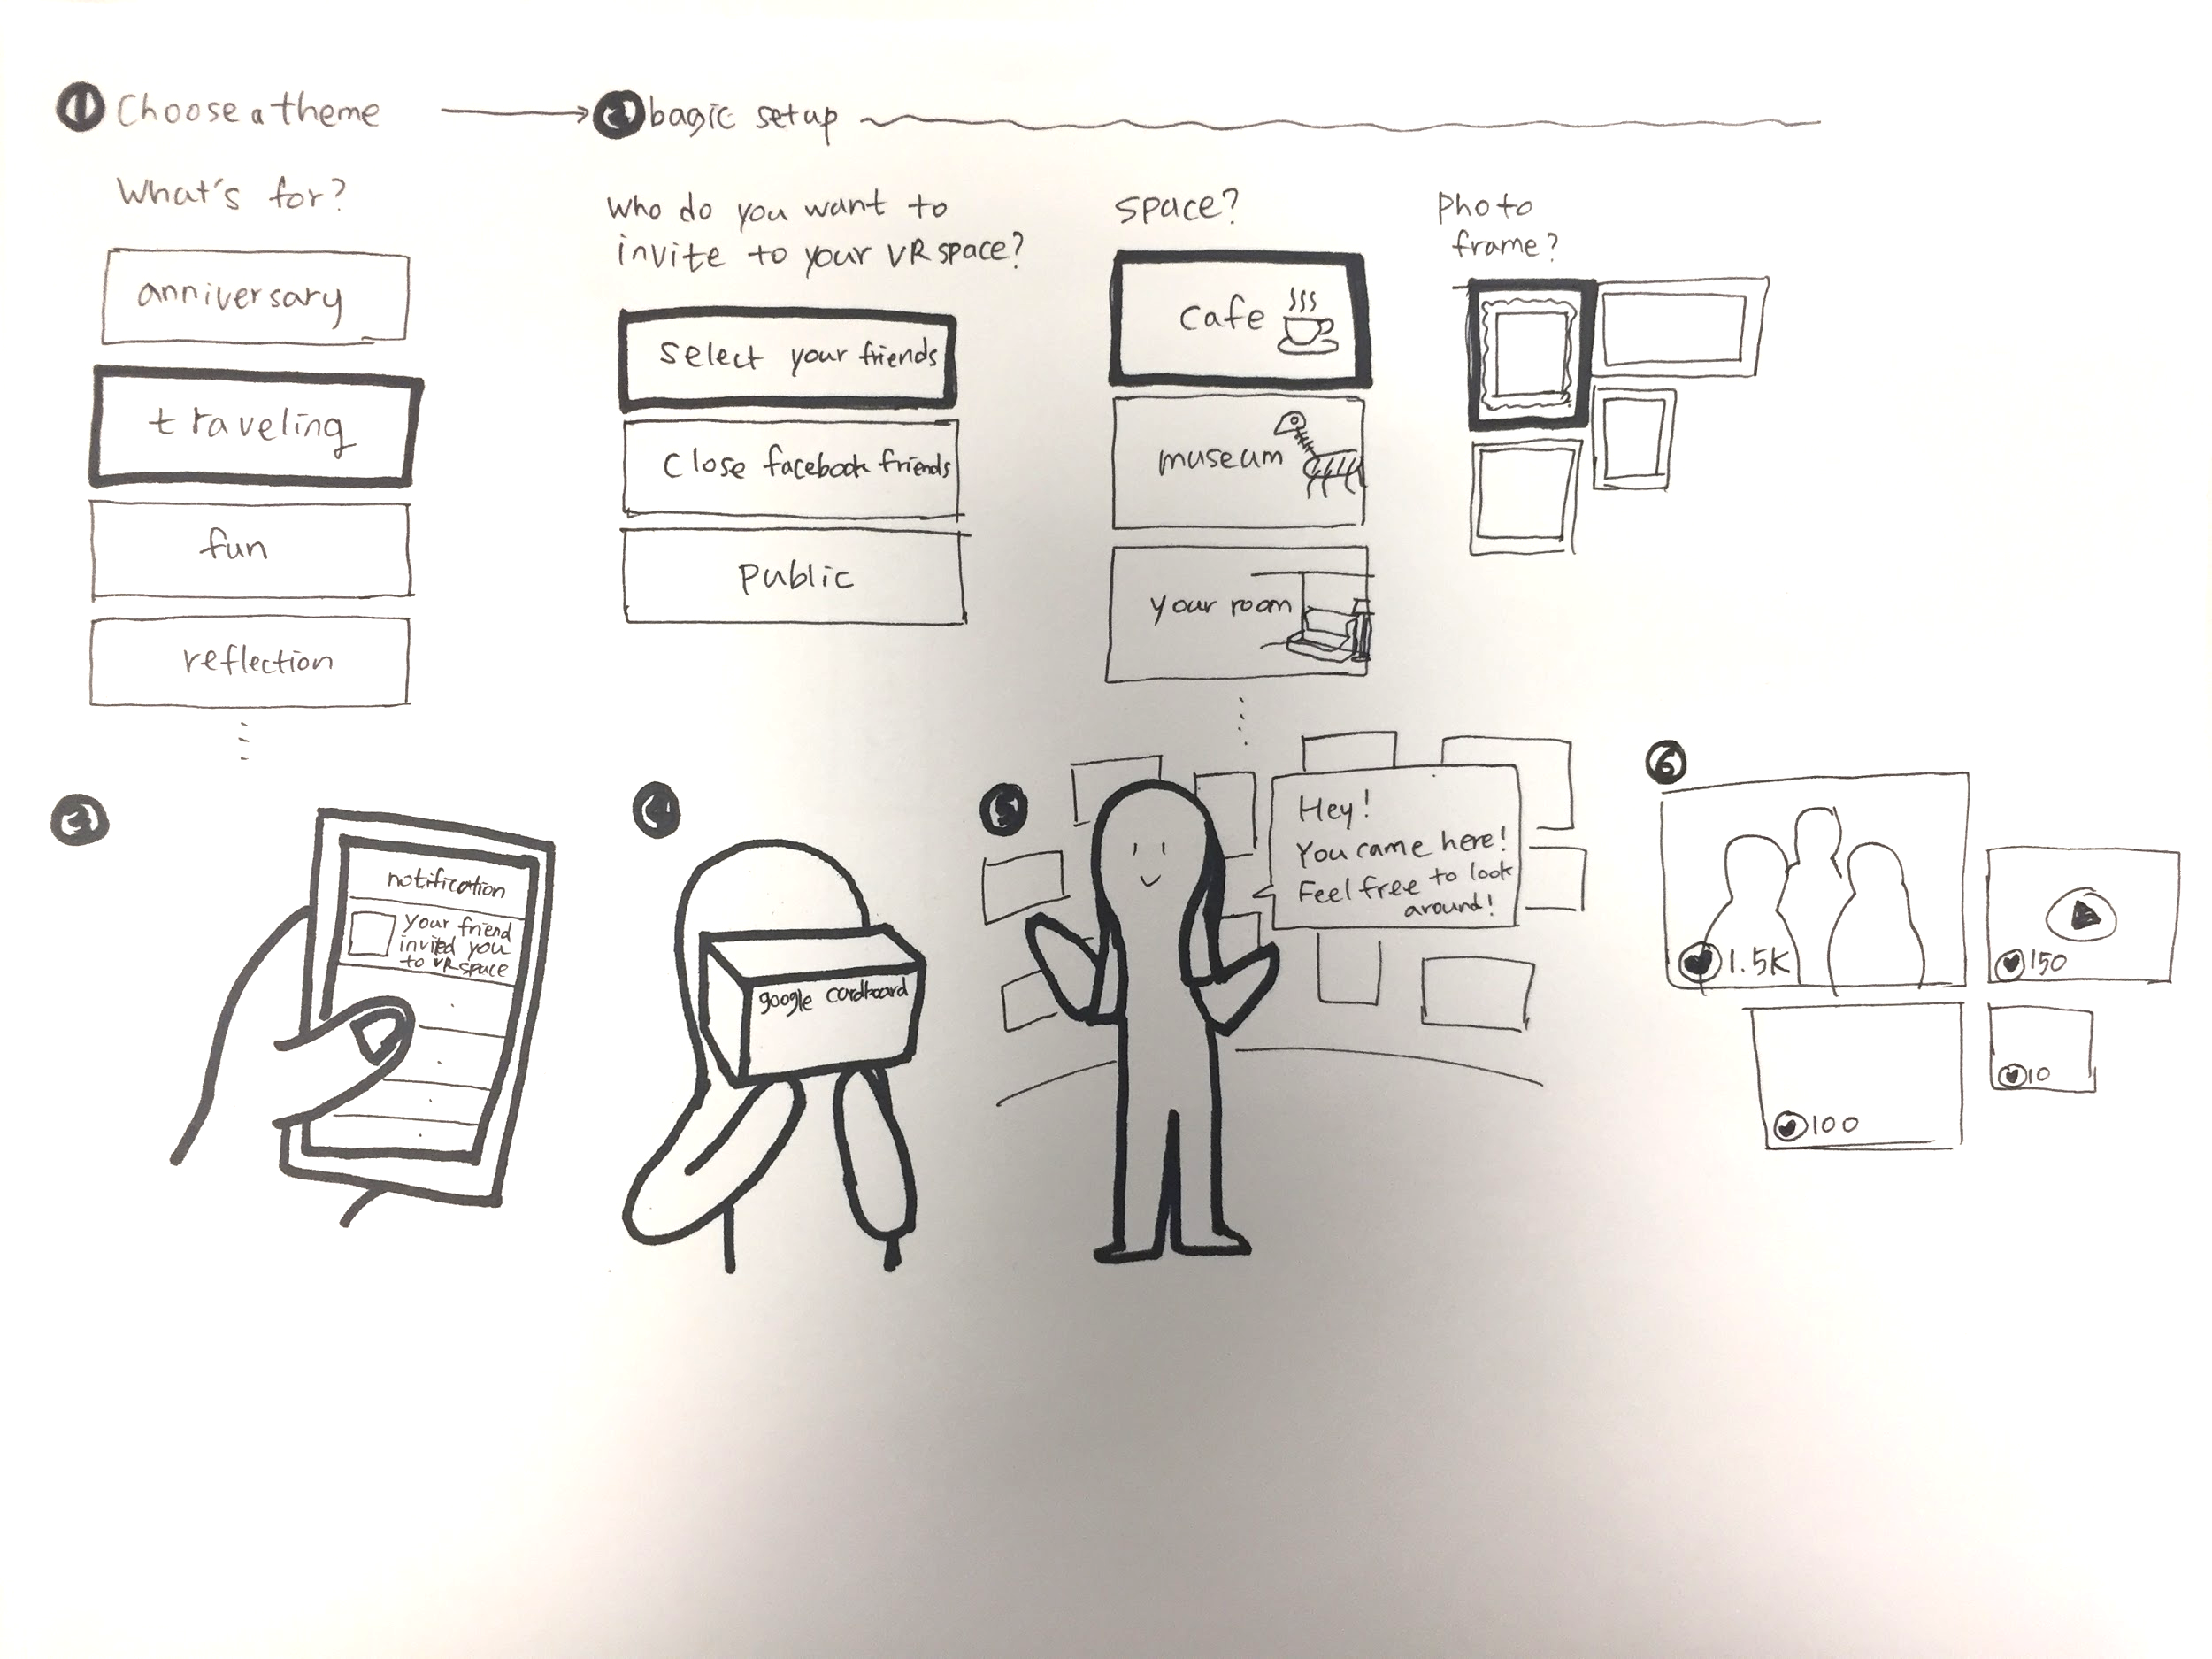 1 Choose a theme
2 bagic setup
What's for?
anniversary
traveling
fun
reflection
Who do you want to
invite to your VR space?
select your friends
Close facebook friends
Public
Space?
cafe
museum
your room
Photo
frame?
3
notification
your friend
invited you
to VR space
4
google cardboard
5
Hey!
You came here!
Feel free to look
around!
6
1.5K
150
100
10